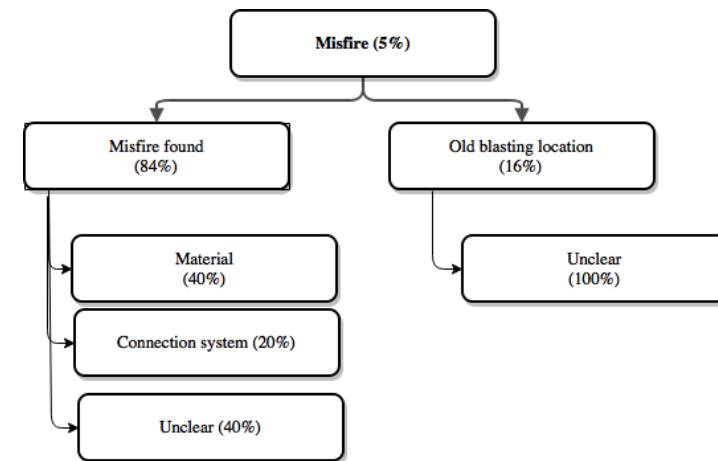 Misfire (5%)
Misfire found
(84%)
Old blasting location
(16%)
Material
(40%)
Unclear
(100%)
Connection system (20%)
Unclear (40%)